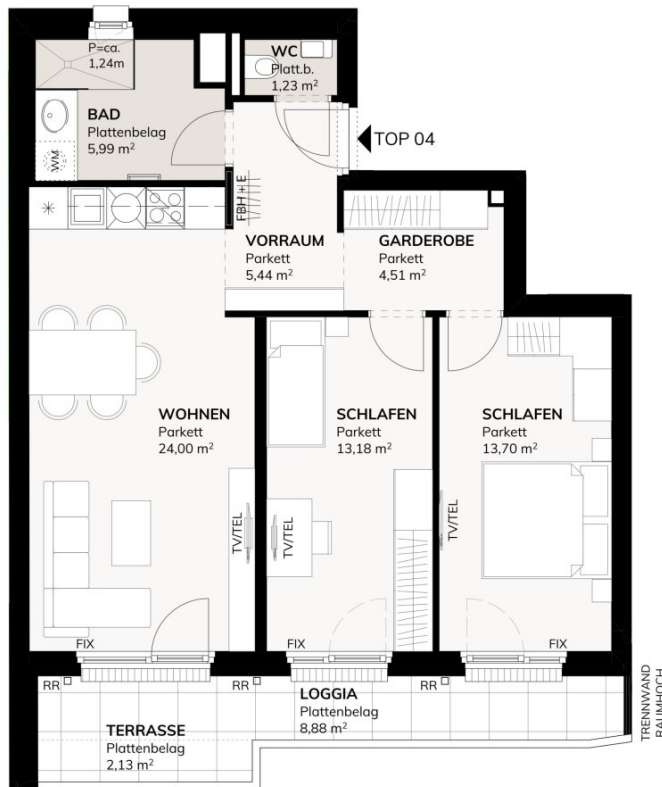 P=ca.
1,24m
WC
Platt.b.
1,23 m²
BAD
Plattenbelag
5,99 m²
WM
TOP 04
FBH + E
VORRAUM
Parkett
5,44 m²
GARDEROBE
Parkett
4,51 m²
WOHNEN
Parkett
24,00 m²
SCHLAFEN
Parkett
13,18 m²
SCHLAFEN
Parkett
13,70 m²
TV/TEL
TV/TEL
TV/TEL
FIX
FIX
FIX
RR
RR
RR
LOGGIA
Plattenbelag
8,88 m²
TERRASSE
Plattenbelag
2,13 m²
TRENNWAND
RAUMHOCH